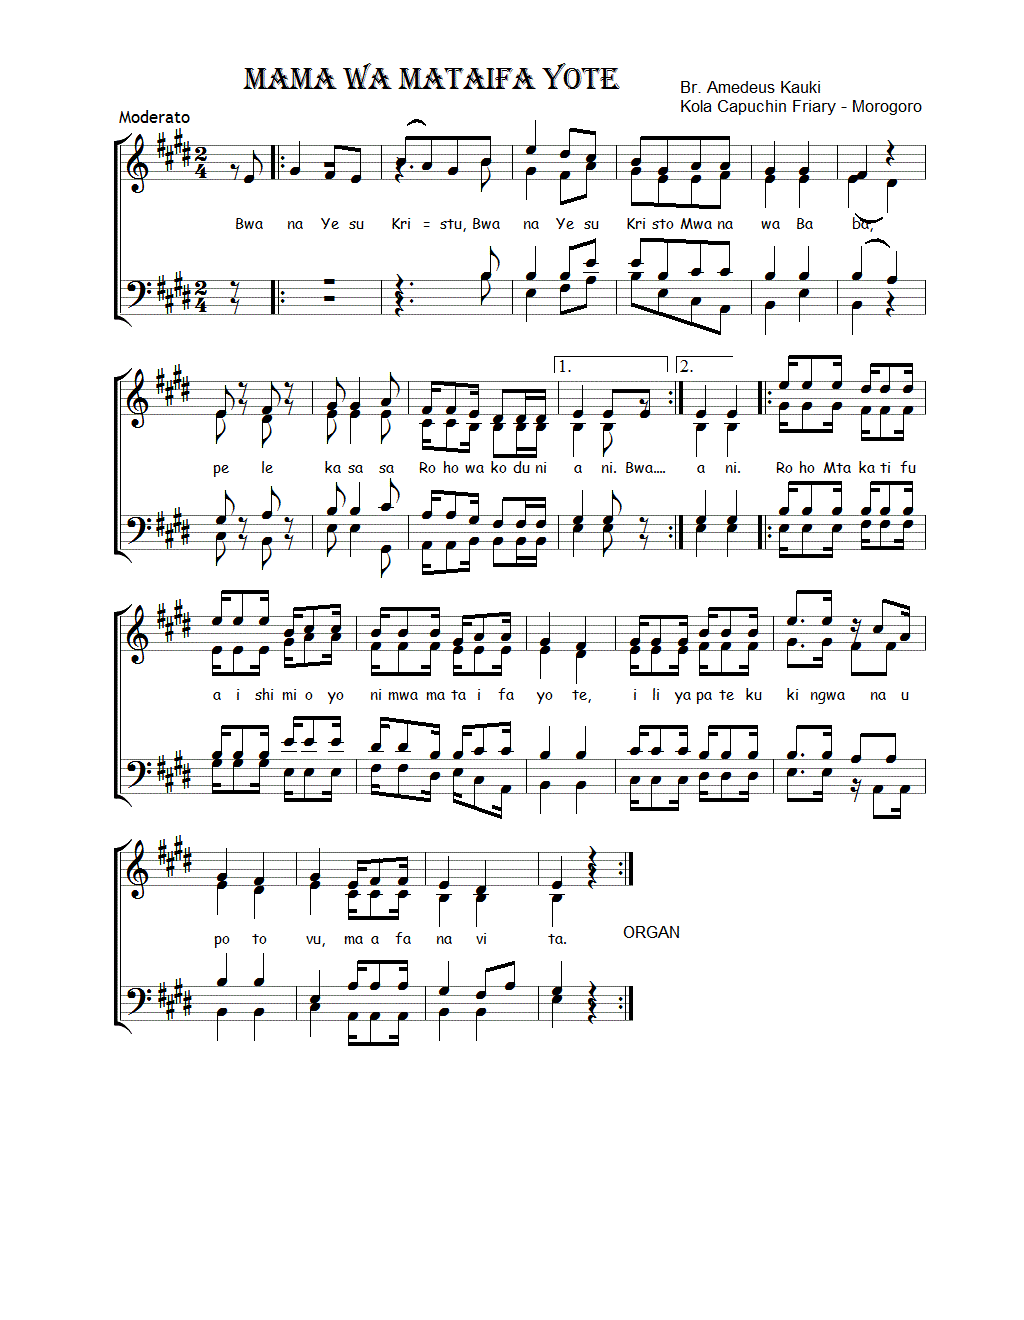 MAMA WA MATAIFA YOTE
Br. Amedeus Kauki
Kola Capuchin Friary - Morogoro
Moderato
Bwa na Ye su Kri = stu, Bwa na Ye su Kri sto Mwa na wa Ba ba,
1. 2.
pe le ka sa sa Ro ho wa ko du ni a ni. Bwa.... a ni. Ro ho Mta ka ti fu
a i shi mi o yo ni mwa ma ta i fa yo te, i li ya pa te ku ki ngwa na u
po to vu, ma a fa na vi ta.
ORGAN